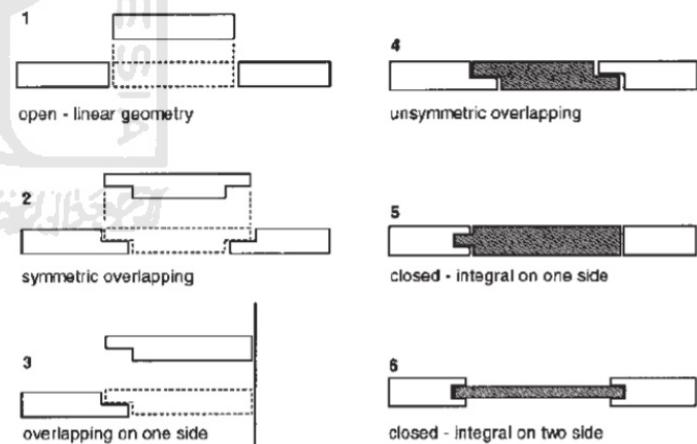 1
open - linear geometry
2
symmetric overlapping
3
overlapping on one side
4
unsymmetric overlapping
5
closed - integral on one side
6
closed - integral on two side